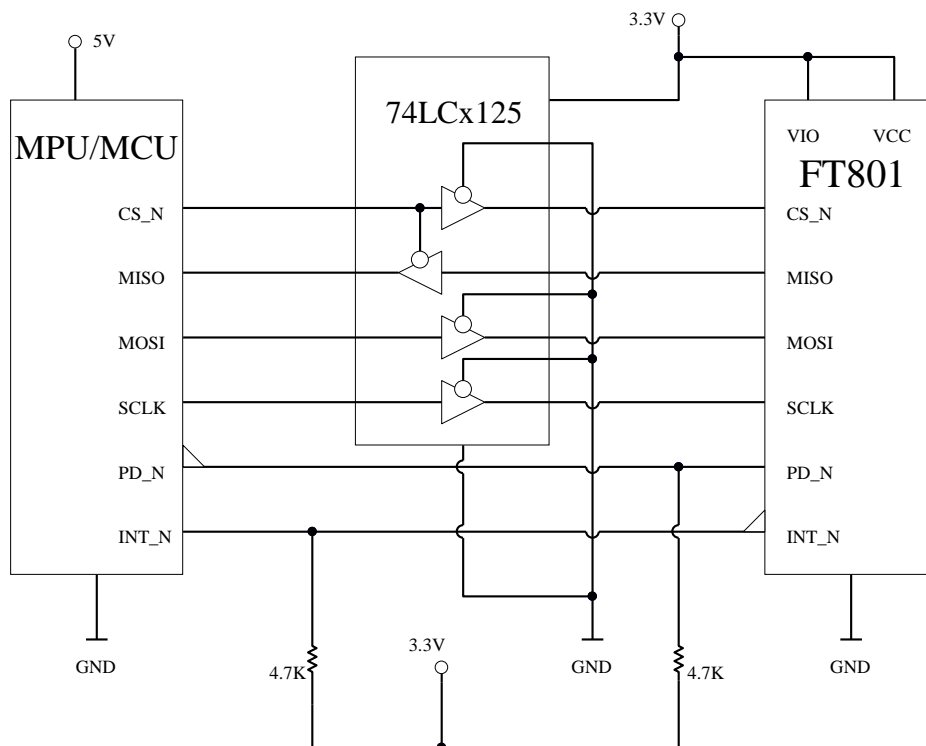 3.3V
5V
74LCx125
MPU/MCU
VIO
VCC
FT801
CS_N
CS_N
MISO
MISO
MOSI
MOSI
SCLK
SCLK
PD_N
PD_N
INT_N
INT_N
GND
3.3V
GND
GND
4.7K
4.7K